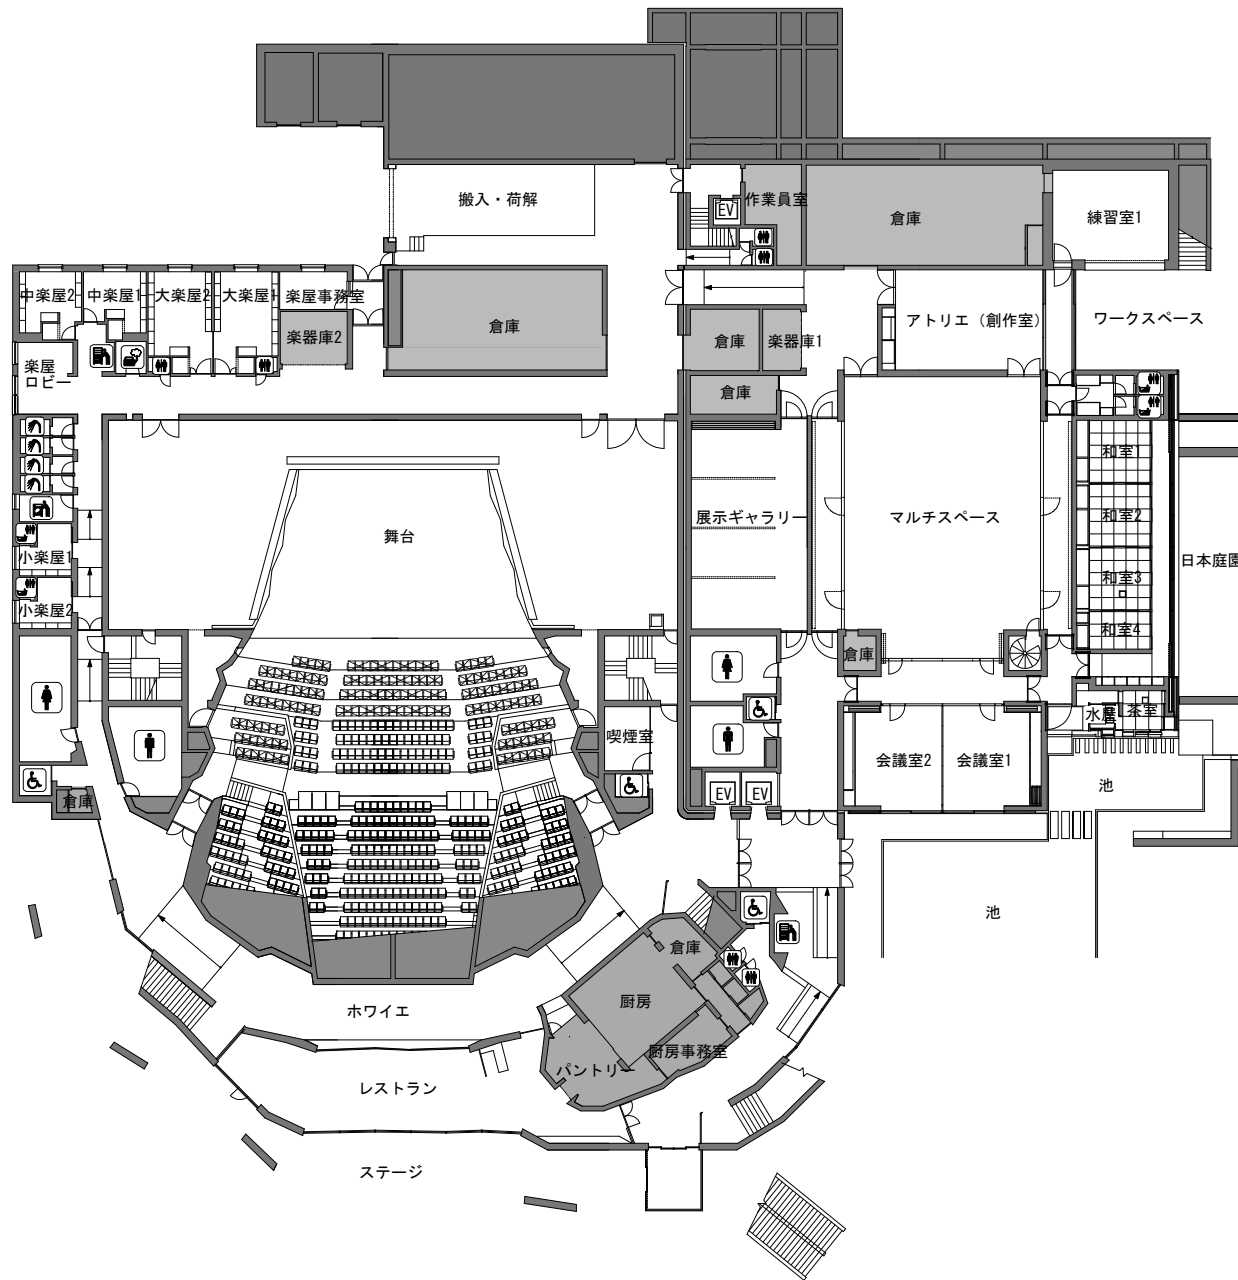 搬入・荷解
EV
作業員室
倉庫
練習室1
中楽屋2
中楽屋1
大楽屋2
大楽屋1
楽屋事務室
楽器庫2
倉庫
倉庫
楽器庫1
アトリエ（創作室）
ワークスペース
楽屋
ロビー
倉庫
和室1
展示ギャラリー
マルチスペース
和室2
舞台
小楽屋1
日本庭園
和室3
小楽屋2
和室4
倉庫
水屋
茶室
喫煙室
会議室2
会議室1
EV
EV
倉庫
池
池
倉庫
厨房
ホワイエ
厨房事務室
パントリー
レストラン
ステージ